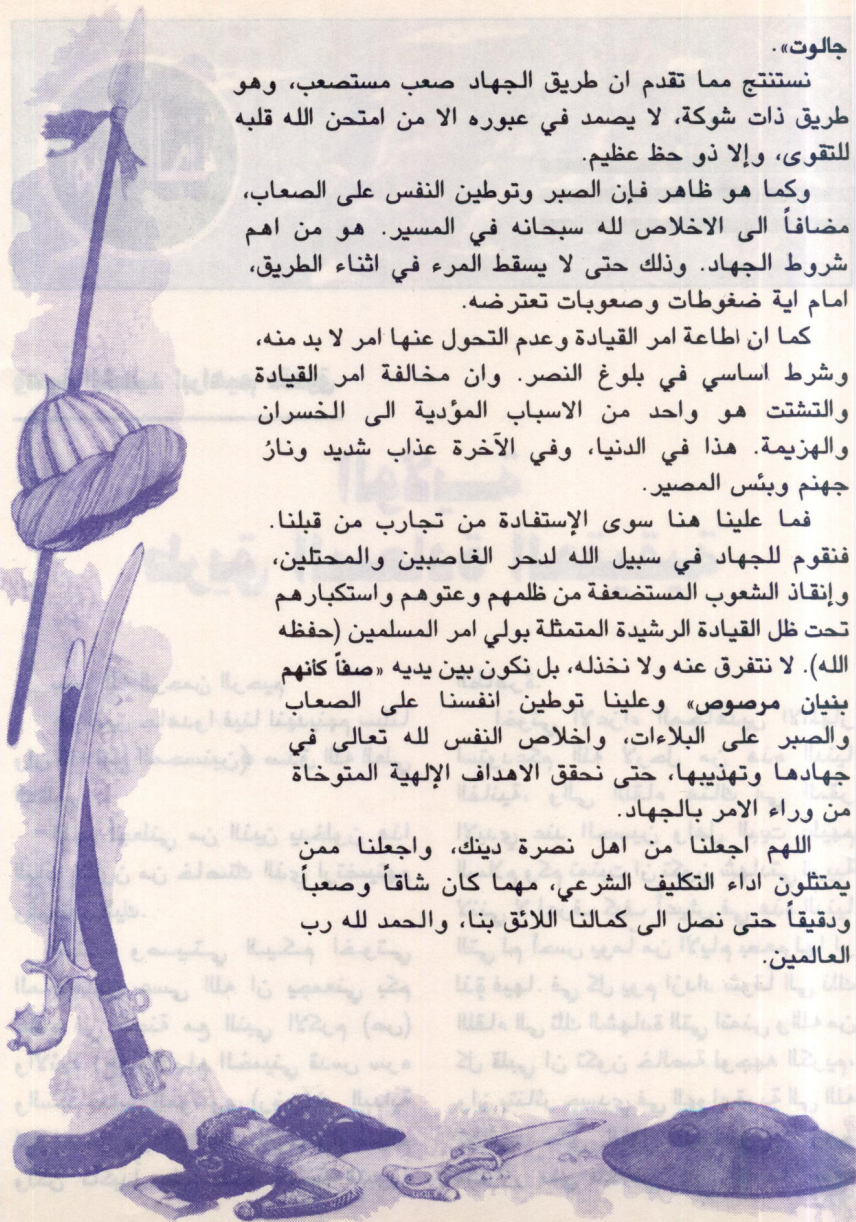 جالوت».
نستنتج مما تقدم ان طريق الجهاد صعب مستصعب، وهو
طريق ذات شوكة، لا يصمد في عبوره الا من امتحن الله قلبه
للتقوى، وإلا ذو حظ عظيم.
وكما هو ظاهر فإن الصبر وتوطين النفس على الصعاب،
مضافاً الى الاخلاص لله سبحانه في المسير. هو من اهم
شروط الجهاد. وذلك حتى لا يسقط المرء في اثناء الطريق،
امام اية ضغوطات وصعوبات تعترضه.
كما ان اطاعة امر القيادة وعدم التحول عنها امر لا بد منه،
وشرط اساسي في بلوغ النصر. وان مخالفة امر القيادة
والتشتت هو واحد من الاسباب المؤدية الى الخسران
والهزيمة. هذا في الدنيا، وفي الآخرة عذاب شديد ونارُ
جهنم وبئس المصير.
فما علينا هنا سوى الإستفادة من تجارب من قبلنا.
فنقوم للجهاد في سبيل الله لدحر الغاصبين والمحتلين،
وإنقاذ الشعوب المستضعفة من ظلمهم وعتوهم واستكبارهم
تحت ظل القيادة الرشيدة المتمثلة بولي امر المسلمين (حفظه
الله). لا نتفرق عنه ولا نخذله، بل نكون بين يديه «صفاً كانهم
بنيان مرصوص» وعلينا توطين انفسنا على الصعاب
والصبر على البلاءات، واخلاص النفس لله تعالى في
جهادها وتهذيبها، حتى نحقق الاهداف الإلهية المتوخاة
من وراء الامر بالجهاد.
اللهم اجعلنا من اهل نصرة دينك، واجعلنا ممن
يمتثلون اداء التكليف الشرعي، مهما كان شاقاً وصعباً
ودقيقاً حتى نصل الى كمالنا اللائق بنا، والحمد لله رب
العالمين.